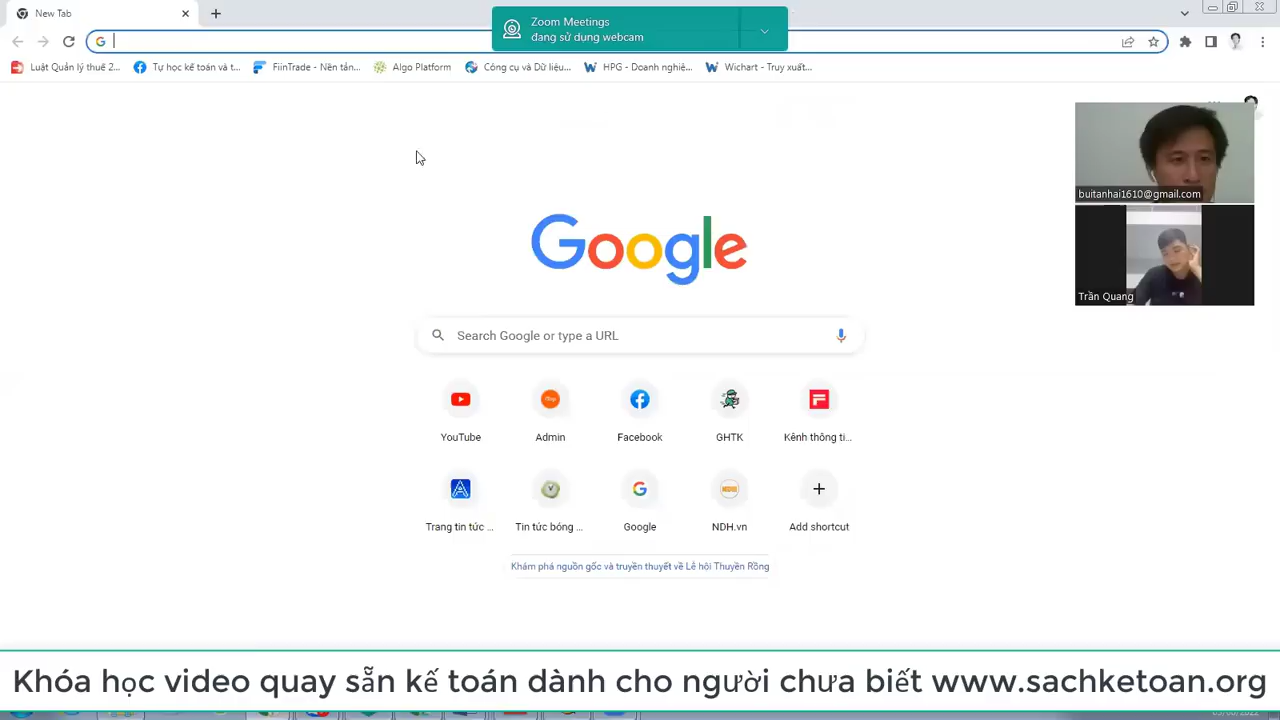 New Tab
Zoom Meetings
đang sử dụng webcam
Luật Quản lý thuế 2...
Tự học kế toán và t...
FiinTrade - Nền tản...
Algo Platform
Công cụ và Dữ liệu...
HPG - Doanh nghiệ...
Wichart - Truy xuất...
buitanhai1610@gmail.com
Trần Quang
Google
Search Google or type a URL
YouTube
Admin
Facebook
GHTK
Kênh thông ti...
Trang tin tức ...
Tin tức bóng ...
Google
NDH.vn
Add shortcut
Khám phá nguồn gốc và truyền thuyết về Lễ hội Thuyền Rồng
Khóa học video quay sẵn kế toán dành cho người chưa biết www.sachketoan.org